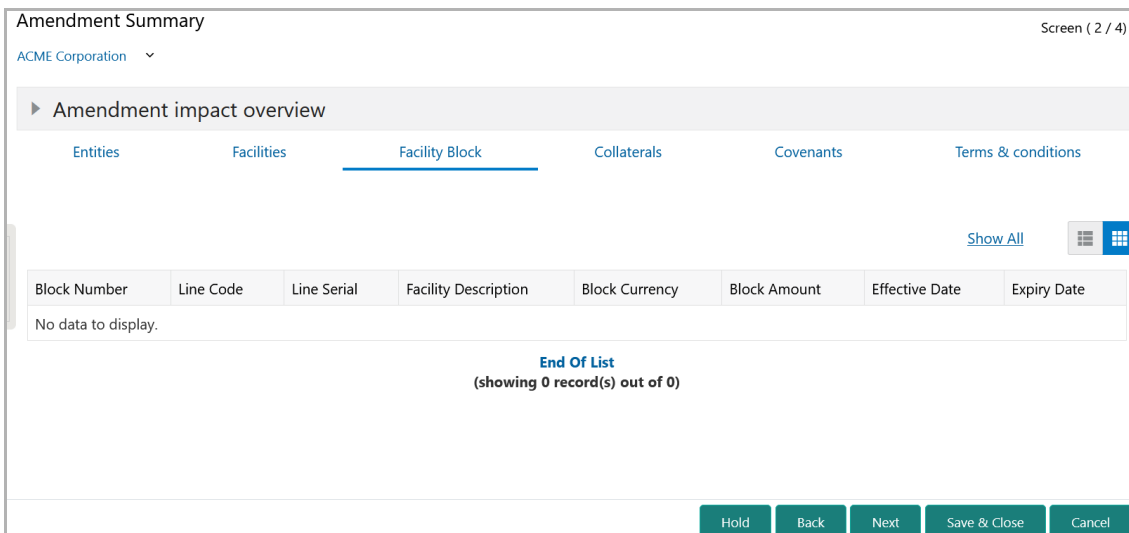 Amendment Summary
Screen ( 2 / 4)
ACME Corporation
Amendment impact overview
Entities Facilities Facility Block Collaterals Covenants Terms & conditions
Show All
Block Number Line Code Line Serial Facility Description Block Currency Block Amount Effective Date Expiry Date
No data to display.
End Of List
(showing 0 record(s) out of 0)
Hold Back Next Save & Close Cancel